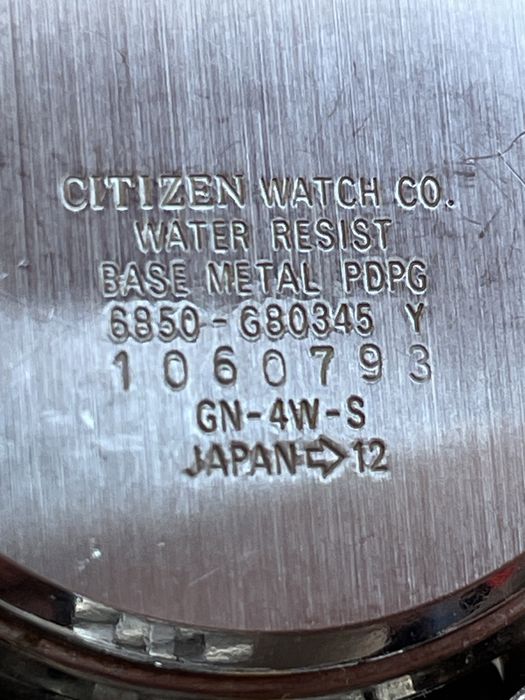 CITIZEN WATCH CO.
WATER RESIST
BASE METAL PDPG
6850-G80345 Y
1060793
GN-4W-S
JAPAN➩12